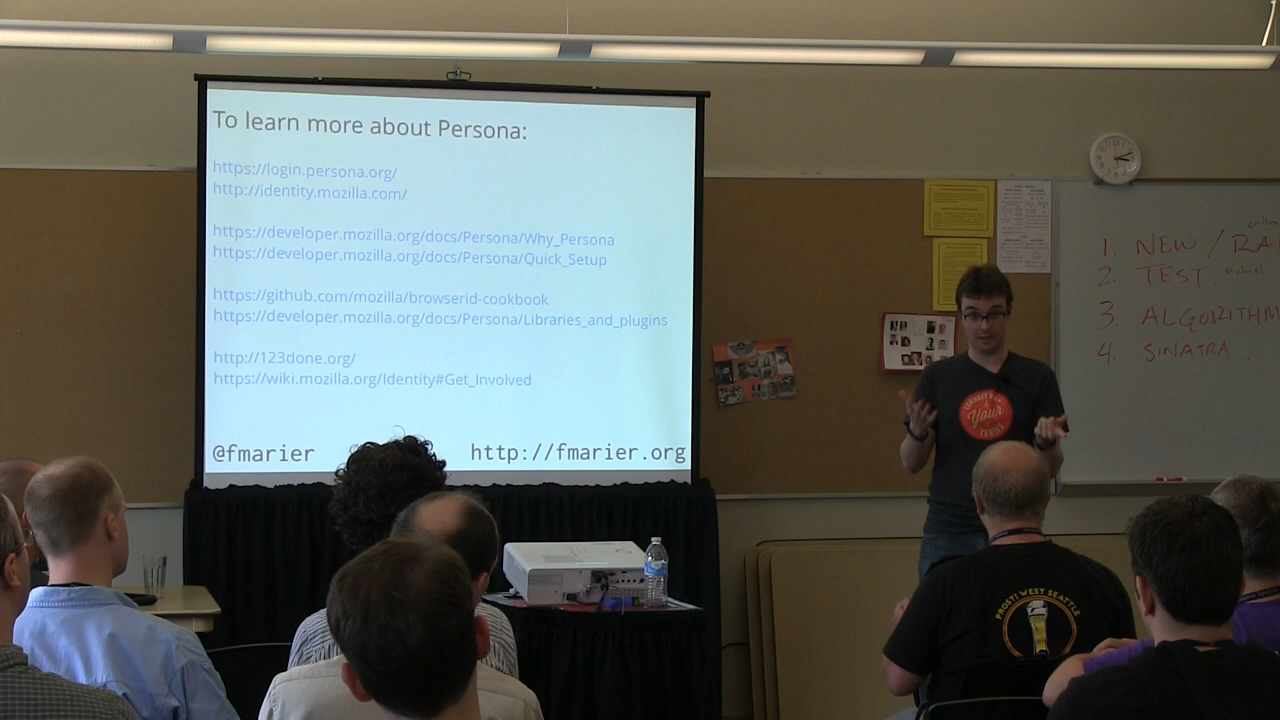 To learn more about Persona:
https://login.persona.org/
http://identity.mozilla.com/
https://developer.mozilla.org/docs/Persona/Why_Persona
https://developer.mozilla.org/docs/Persona/Quick_Setup
https://github.com/mozilla/browserid-cookbook
https://developer.mozilla.org/docs/Persona/Libraries_and_plugins
http://123done.org/
https://wiki.mozilla.org/Identity#Get_Involved
@fmarier http://fmarier.org
1. NEW / RA
2. TEST.
3 ALGORITHM
4. SINATRA
Your
TERMS
PROST! WEST SEATTLE